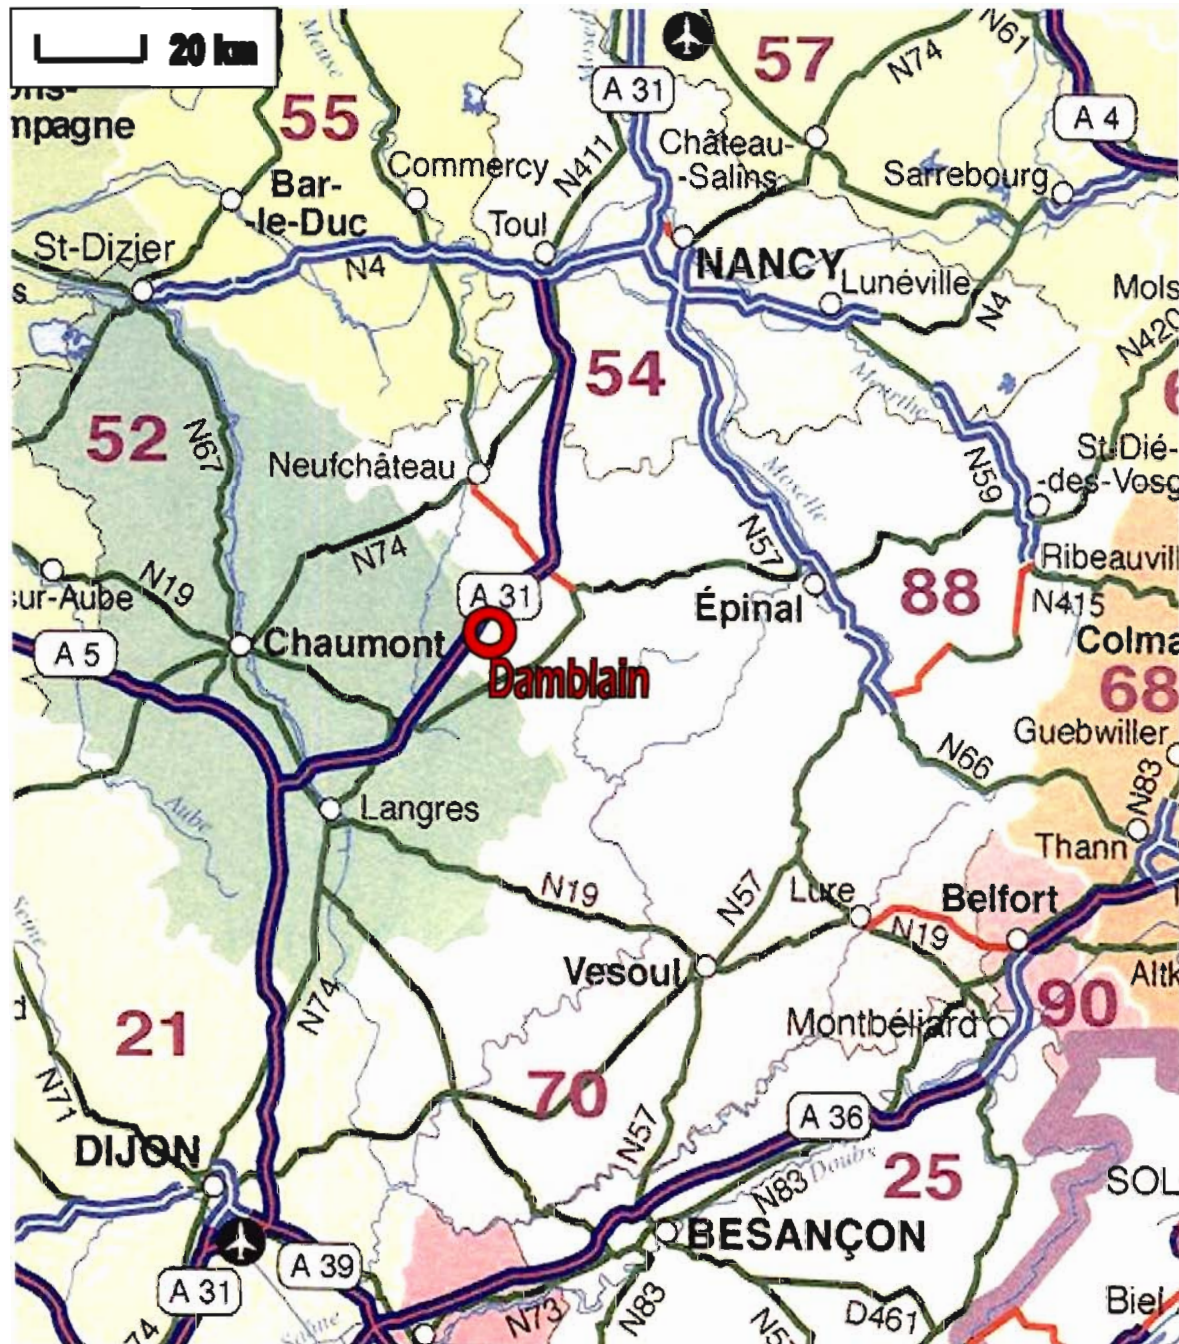 20 km
57
N61
N74
Meuse
A 31
A 4
55
mpagne
Château-
-Salins
Commercy
N411
Sarrebourg
Bar-
-le-Duc
Toul
St-Dizier
N4
NANCY
Lunéville
N4
Mols
N420
54
Meurthe
52
N67
Neufchâteau
Moselle
N59
St-Dié-
-des-Vosg
N74
N57
Ribeauvill
N19
sur-Aube
A 31
88
Épinal
N415
Chaumont
Colma
A 5
Damblain
68
Guebwiller
N66
N83
Aube
Langres
Thann
N19
N57
Lure
Belfort
N19
Seine
Vesoul
Altk
N74
90
21
Montbéliard
N71
70
A 36
N57
DIJON
Doubs
N83
25
SOL
BESANÇON
A 39
A 31
N73
N83
D461
Biel
Saône